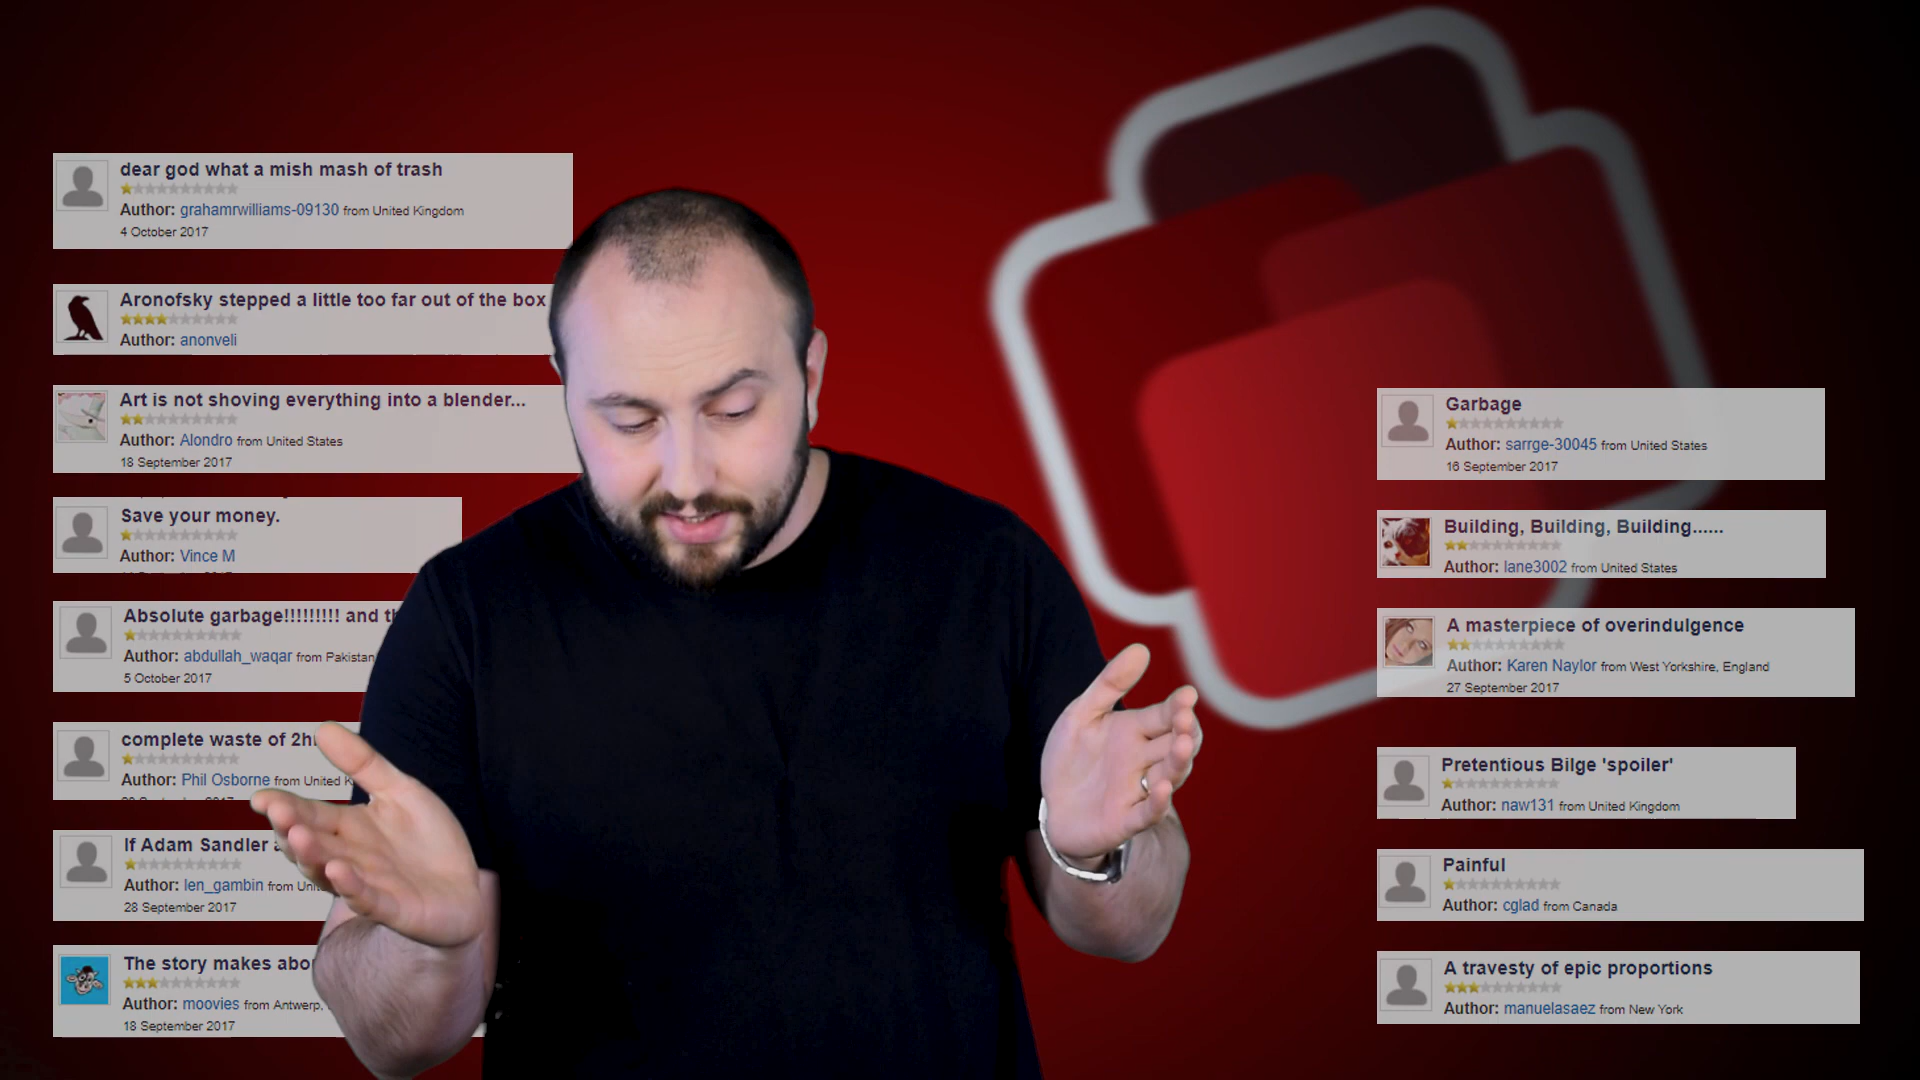 dear god what a mish mash of trash
Author: grahamrwilliams-09130 from United Kingdom
4 October 2017
Aronofsky stepped a little too far out of the box
Author: anonveli
Art is not shoving everything into a blender...
Author: Alondro from United States
18 September 2017
Save your money.
Author: Vince M
Absolute garbage!!!!!!!!! and
Author: abdullah_waqar from Pakistan
5 October 2017
complete waste of
Author: Phil Osborne from United
If Adam Sandler
Author: len_gambin from
28 September 2017
The story makes
Author: moovies from Antwerp,
18 September 2017
Garbage
Author: sarrge-30045 from United States
16 September 2017
Building, Building, Building......
Author: lane3002 from United States
A masterpiece of overindulgence
Author: Karen Naylor from West Yorkshire, England
27 September 2017
Pretentious Bilge 'spoiler'
Author: naw131 from United Kingdom
Painful
Author: cglad from Canada
A travesty of epic proportions
Author: manuelasaez from New York